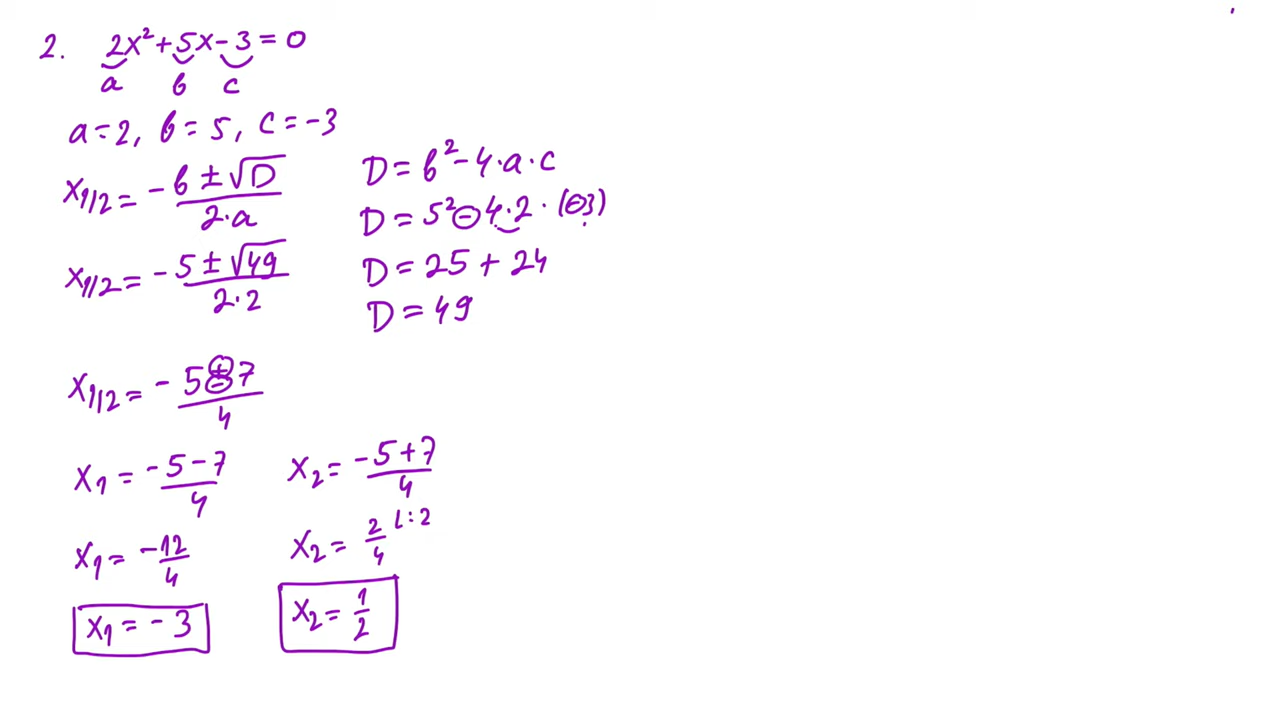 2. 2x² + 5x - 3 = 0
a b c
a = 2, b = 5, c = -3
x₁/₂ = (-b ± √D) / (2·a)
D = b² - 4·a·c
D = 5² - 4·2·(-3)
x₁/₂ = (-5 ± √49) / (2·2)
D = 25 + 24
D = 49
x₁/₂ = (-5 ± 7) / 4
x₁ = (-5 - 7) / 4
x₂ = (-5 + 7) / 4
x₁ = -12/4
x₂ = 2/4 |:2
x₁ = -3
x₂ = 1/2